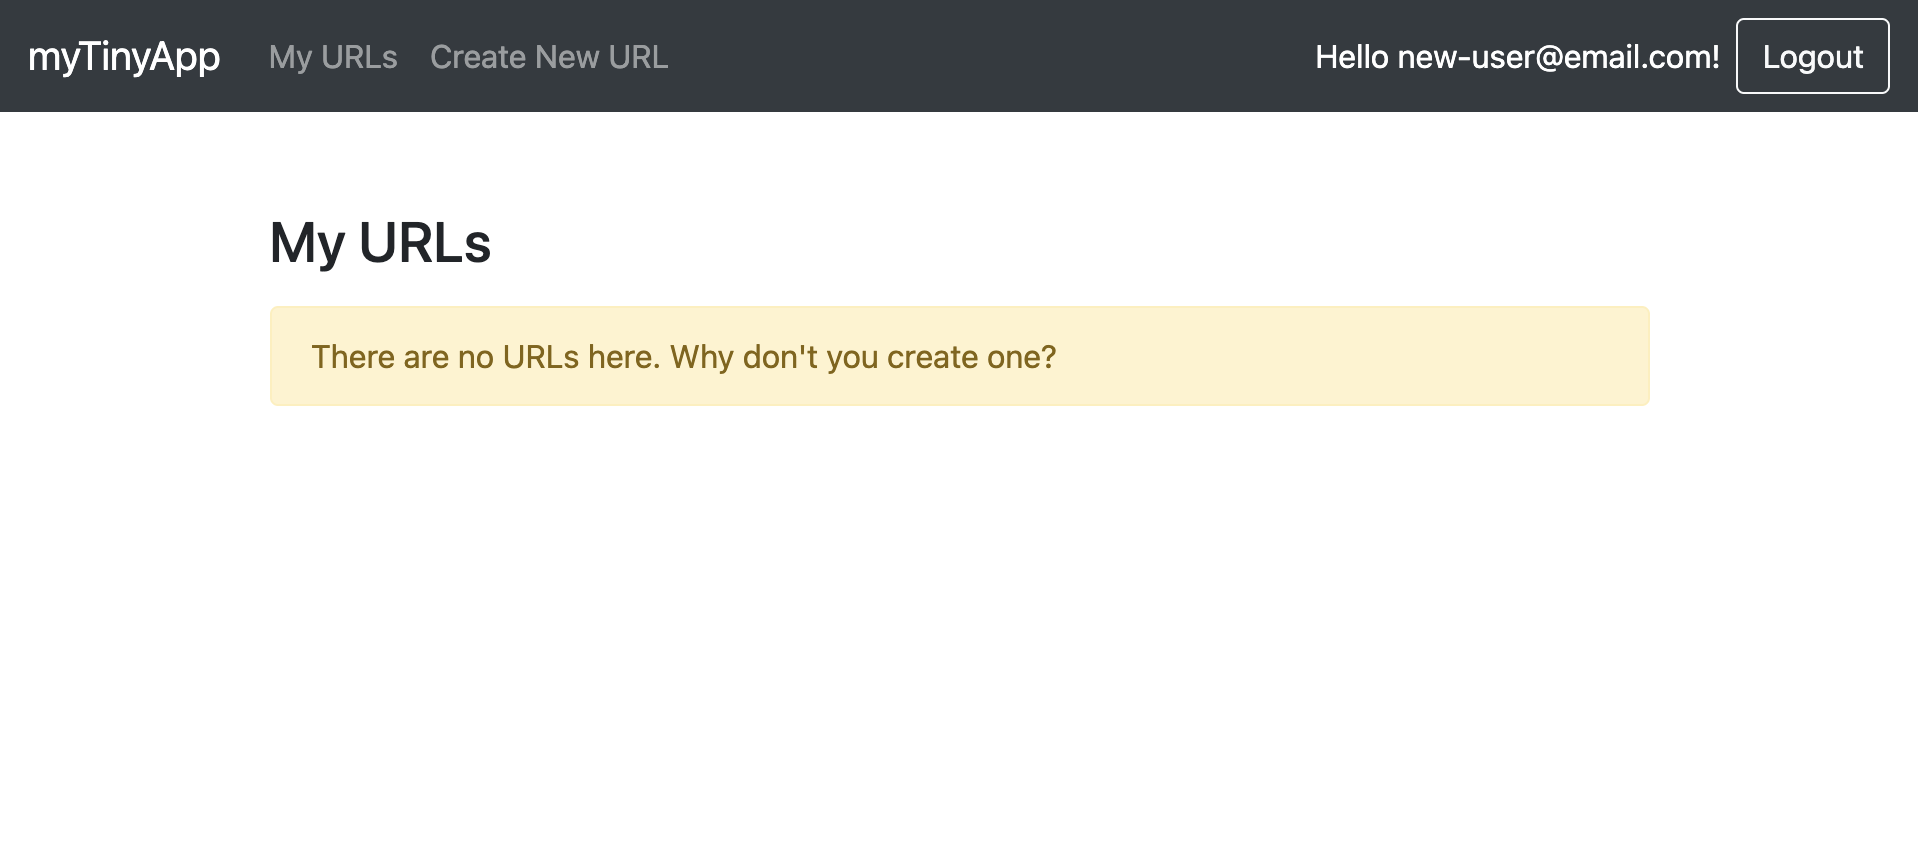 myTinyApp My URLs Create New URL Hello new-user@email.com! Logout
My URLs
There are no URLs here. Why don't you create one?